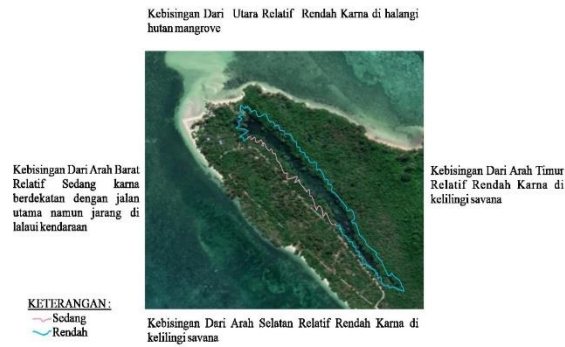 Kebisingan Dari Utara Relatif Rendah Karna di halangi
hutan mangrove
Kebisingan Dari Arah Barat
Relatif Sedang karna
berdekatan dengan jalan
utama namun jarang di
lalaui kendaraan
Kebisingan Dari Arah Timur
Relatif Rendah Karna di
kelilingi savana
KETERANGAN :
Sedang
Rendah
Kebisingan Dari Arah Selatan Relatif Rendah Karna di
kelilingi savana